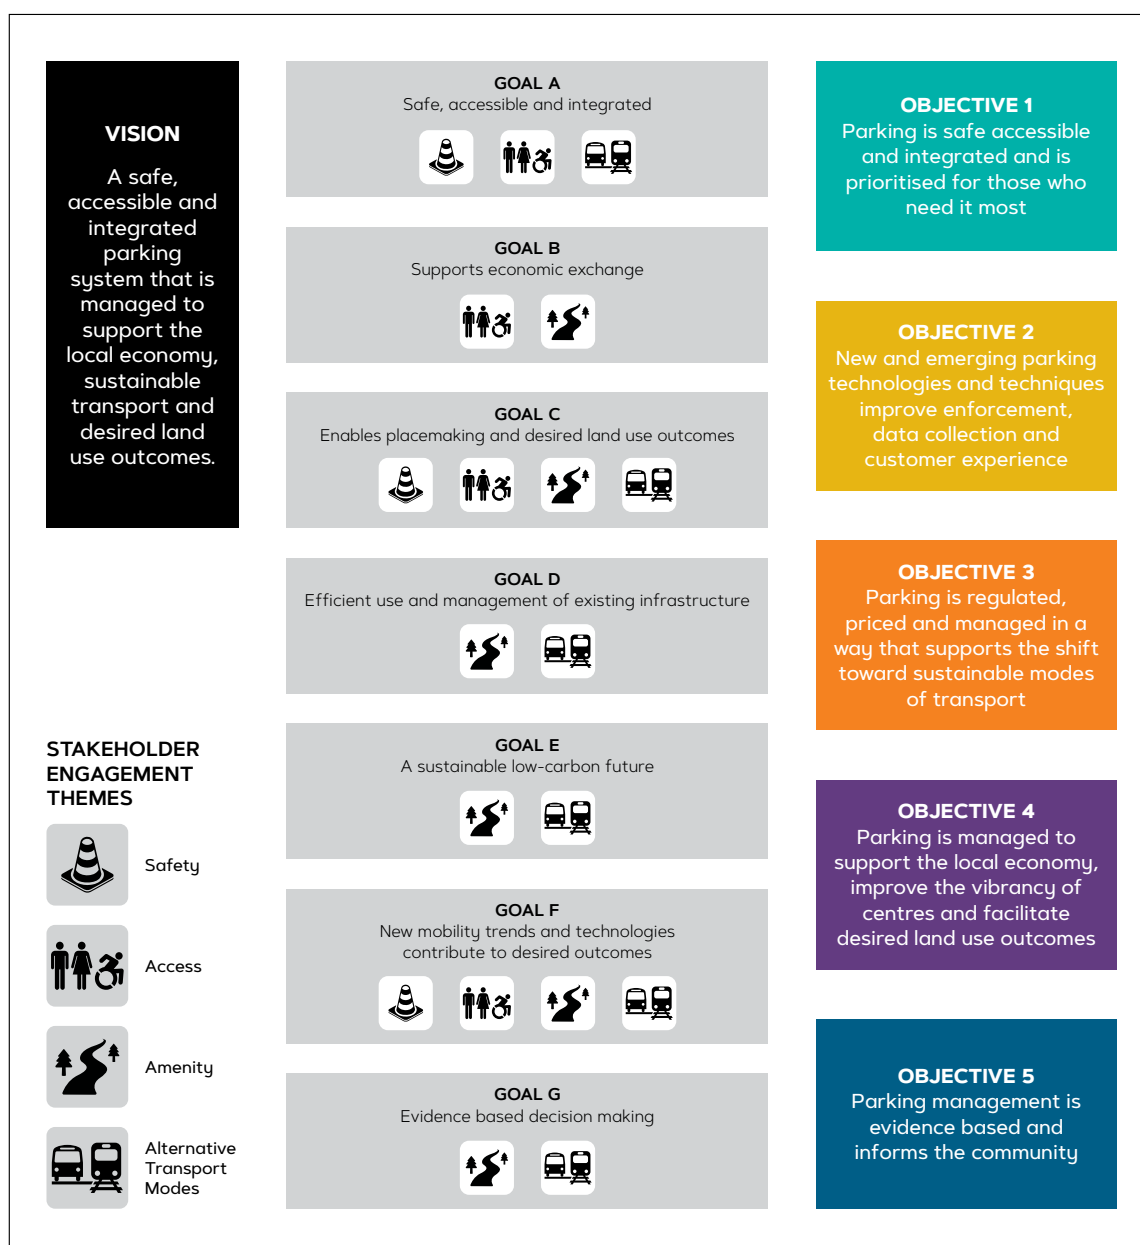 VISION
A safe,
accessible and
integrated
parking
system that is
managed to
support the
local economy,
sustainable
transport and
desired land
use outcomes.
STAKEHOLDER
ENGAGEMENT
THEMES
Safety
Access
Amenity
Alternative
Transport
Modes
GOAL A
Safe, accessible and integrated
GOAL B
Supports economic exchange
GOAL C
Enables placemaking and desired land use outcomes
GOAL D
Efficient use and management of existing infrastructure
GOAL E
A sustainable low-carbon future
GOAL F
New mobility trends and technologies
contribute to desired outcomes
GOAL G
Evidence based decision making
OBJECTIVE 1
Parking is safe accessible
and integrated and is
prioritised for those who
need it most
OBJECTIVE 2
New and emerging parking
technologies and techniques
improve enforcement,
data collection and
customer experience
OBJECTIVE 3
Parking is regulated,
priced and managed in a
way that supports the shift
toward sustainable modes
of transport
OBJECTIVE 4
Parking is managed to
support the local economy,
improve the vibrancy of
centres and facilitate
desired land use outcomes
OBJECTIVE 5
Parking management is
evidence based and
informs the community